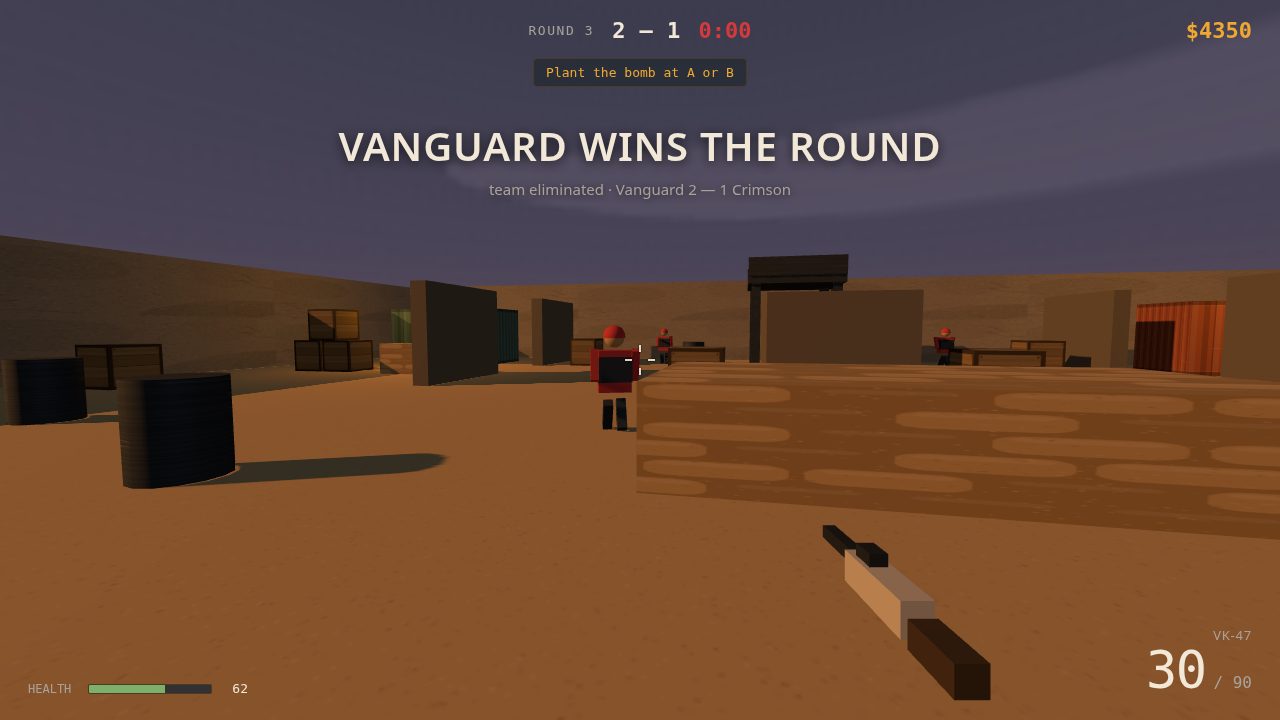 ROUND 3 2 — 1 0:00
$4350
Plant the bomb at A or B
VANGUARD WINS THE ROUND
team eliminated · Vanguard 2 — 1 Crimson
VK-47
30 / 90
HEALTH 62